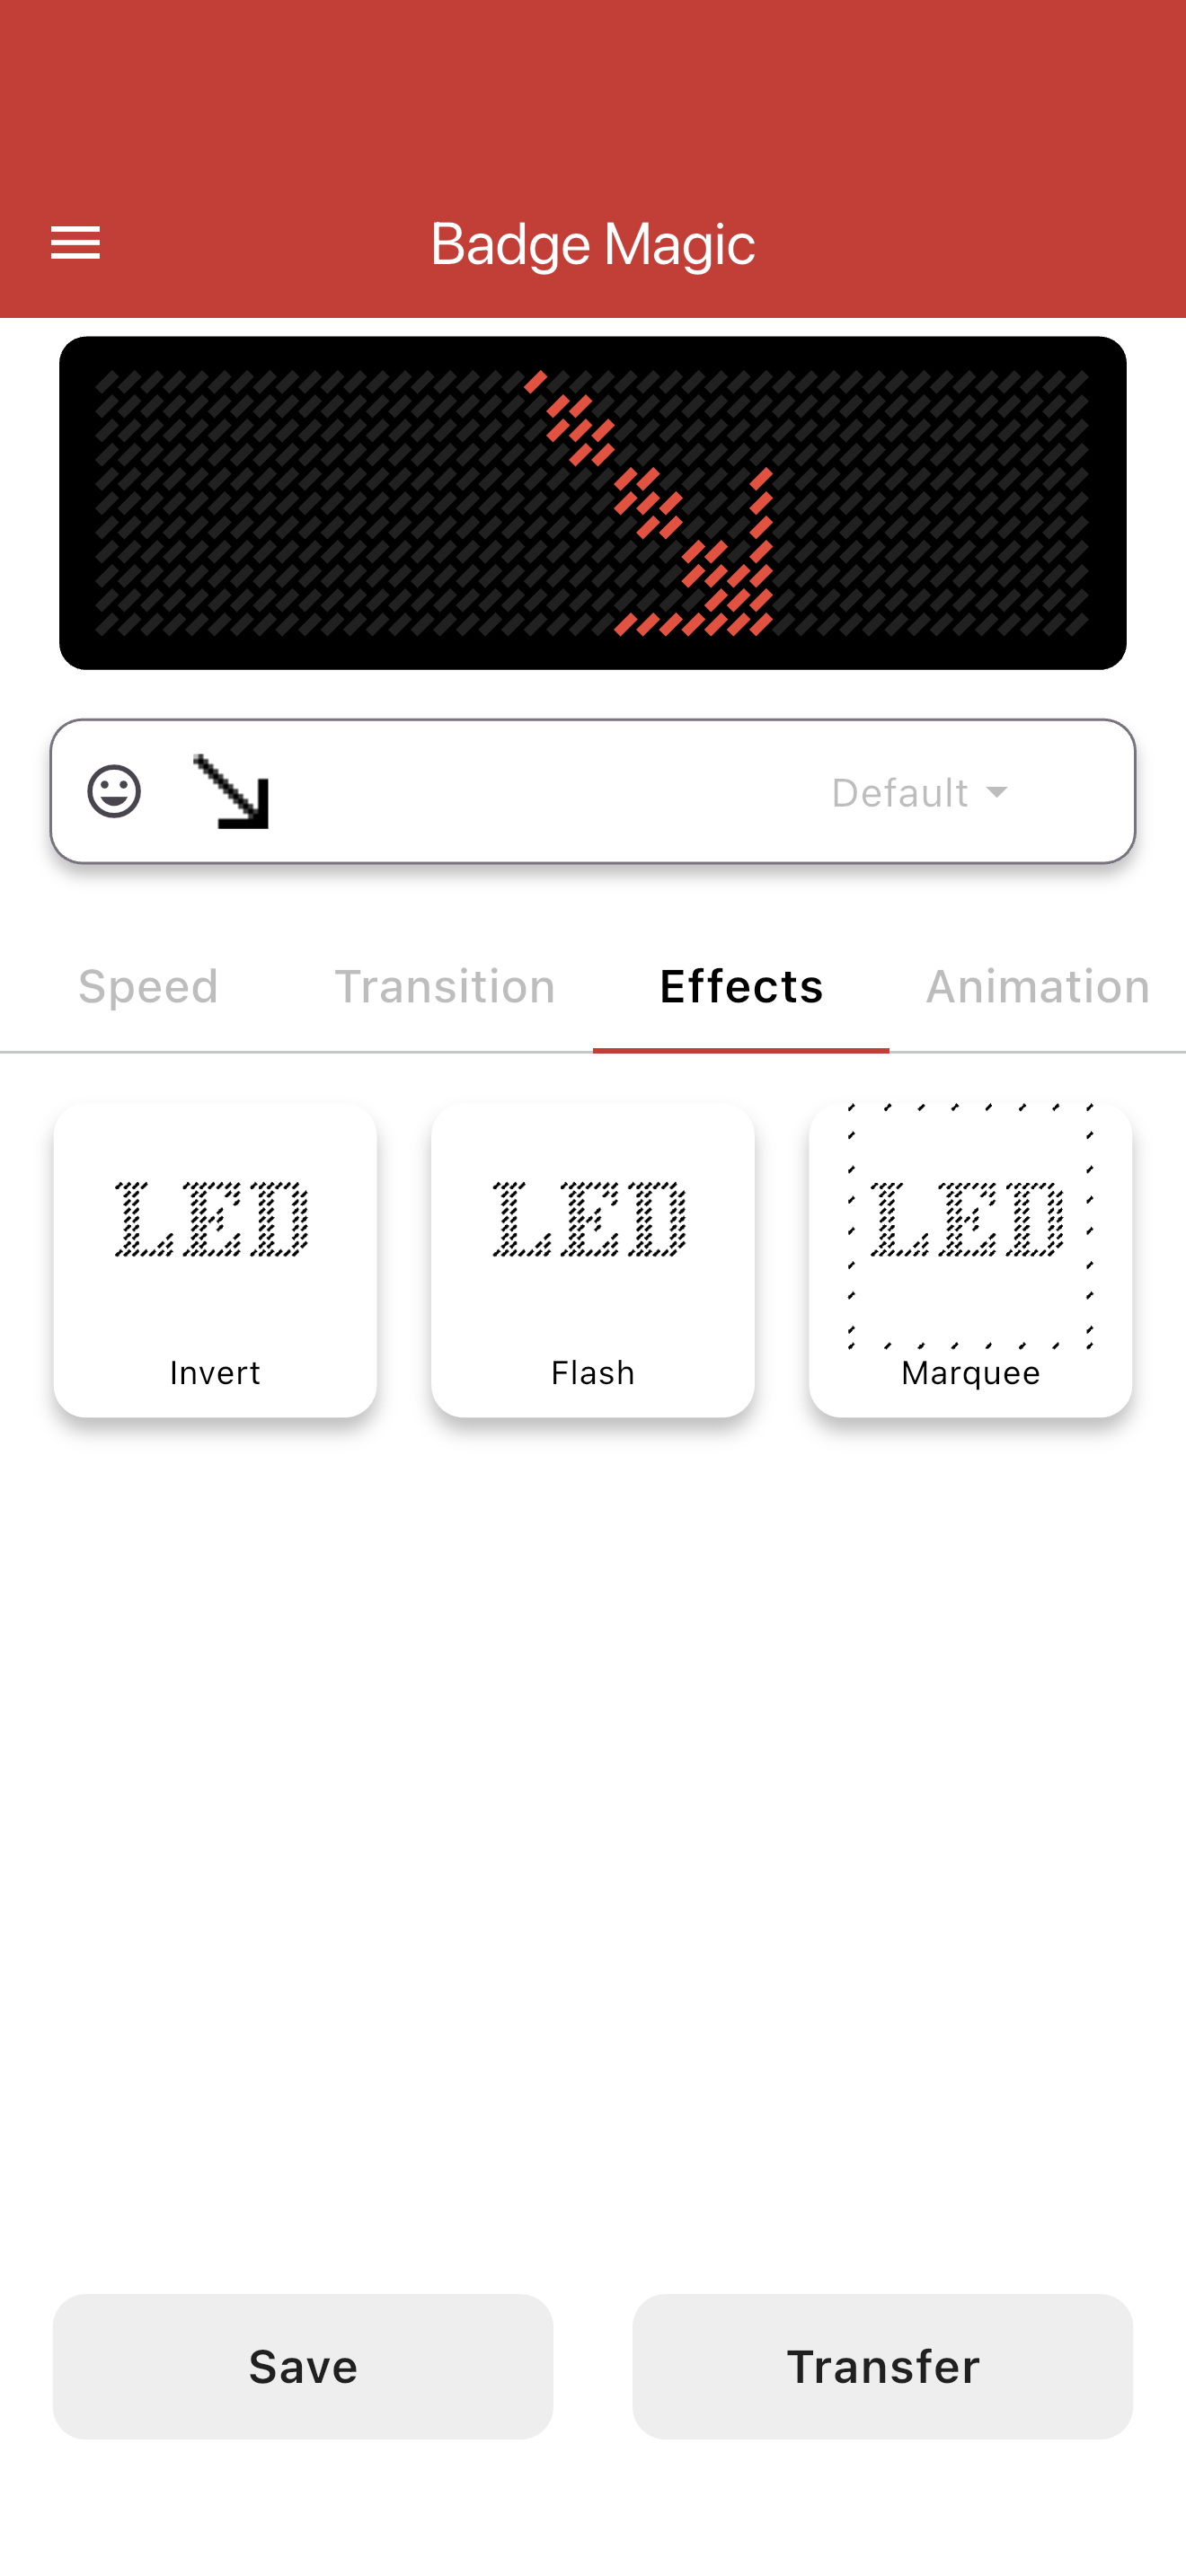 Badge Magic
Default
Speed Transition Effects Animation
LED LED LED
Invert Flash Marquee
Save Transfer